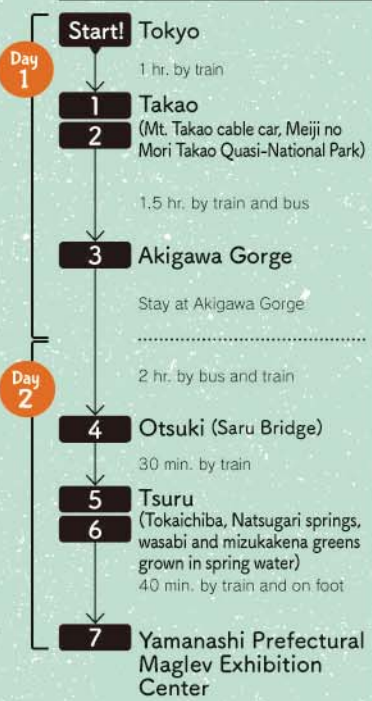 Day 1
Start! Tokyo
1 hr. by train
1 Takao
2 (Mt. Takao cable car, Meiji no
Mori Takao Quasi-National Park)
1.5 hr. by train and bus
3 Akigawa Gorge
Stay at Akigawa Gorge
Day 2
2 hr. by bus and train
4 Otsuki (Saru Bridge)
30 min. by train
5 Tsuru
6 (Tokaichiba, Natsugari springs,
wasabi and mizukakena greens
grown in spring water)
40 min. by train and on foot
7 Yamanashi Prefectural
Maglev Exhibition
Center